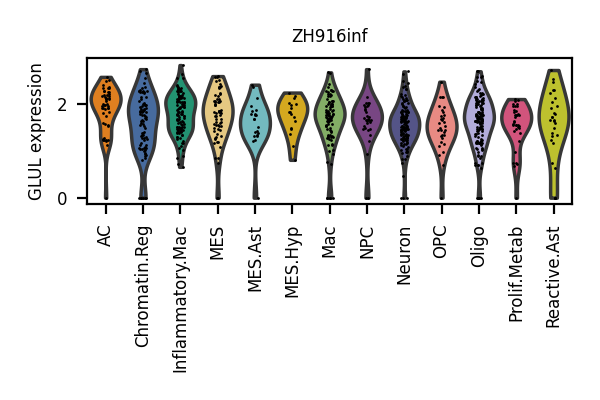 ZH916inf
GLUL expression
2
0
AC
Chromatin.Reg
Inflammatory.Mac
MES
MES.Ast
MES.Hyp
Mac
NPC
Neuron
OPC
Oligo
Prolif.Metab
Reactive.Ast